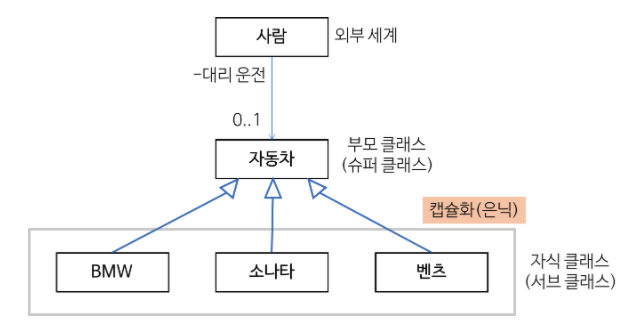 사람
외부 세계
-대리 운전
0..1
자동차
부모 클래스
(슈퍼 클래스)
캡슐화(은닉)
BMW
소나타
벤츠
자식 클래스
(서브 클래스)